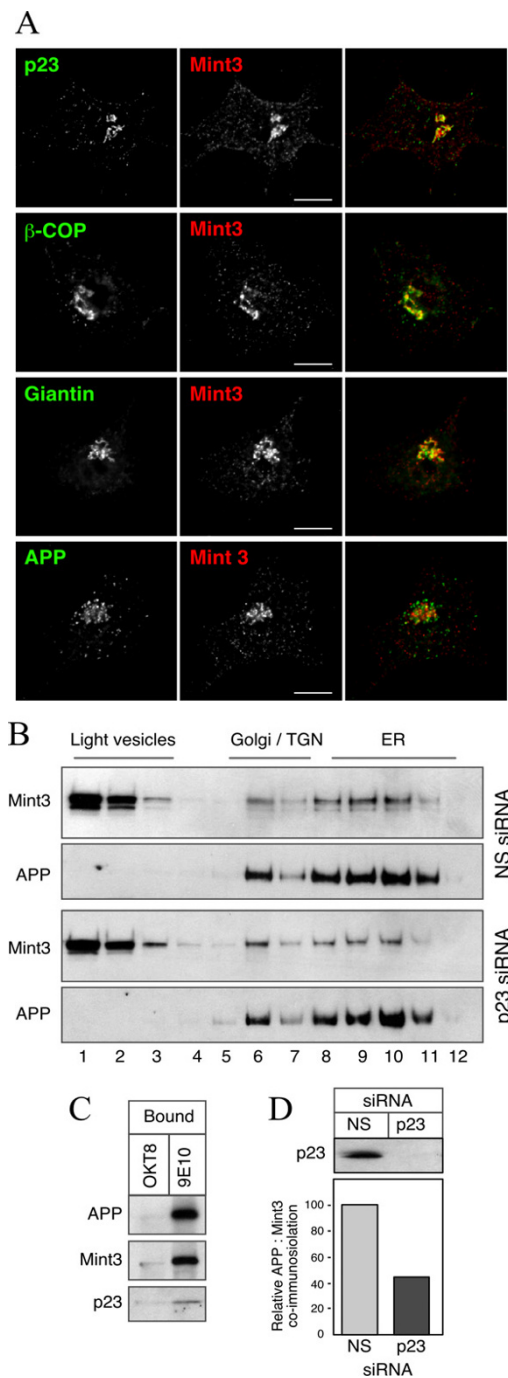 A
p23 Mint3
β-COP Mint3
Giantin Mint3
APP Mint 3
B
Light vesicles Golgi / TGN ER
Mint3
APP
NS siRNA
Mint3
APP
p23 siRNA
1 2 3 4 5 6 7 8 9 10 11 12
C
Bound
OKT8 9E10
APP
Mint3
p23
D
siRNA
NS p23
p23
Relative APP : Mint3
co-immunosiolation
100
80
60
40
20
0
NS p23
siRNA